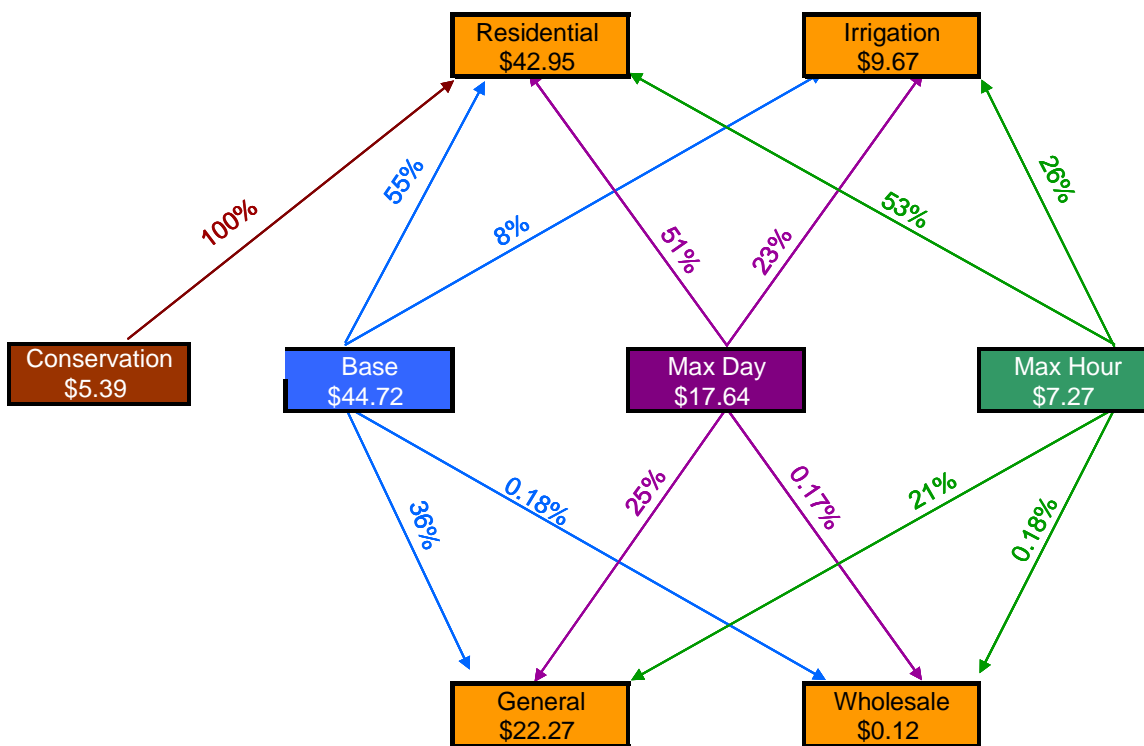 Residential
$42.95
Irrigation
$9.67
100%
55%
8%
51%
23%
53%
26%
Conservation
$5.39
Base
$44.72
Max Day
$17.64
Max Hour
$7.27
36%
0.18%
25%
0.17%
21%
0.18%
General
$22.27
Wholesale
$0.12